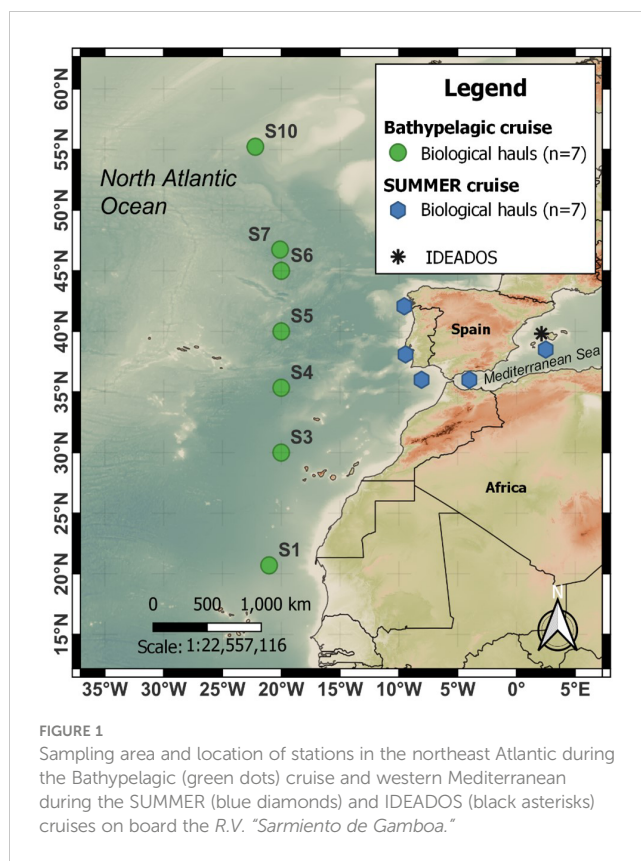 60°N
55°N
50°N
45°N
40°N
35°N
30°N
25°N
20°N
15°N
Legend
Bathypelagic cruise
Biological hauls (n=7)
SUMMER cruise
Biological hauls (n=7)
IDEADOS
North Atlantic
Ocean
S10
S7
S6
S5
S4
S3
S1
Spain
Mediterranean Sea
Africa
0 500 1,000 km
Scale: 1:22,557,116
N
35°W 30°W 25°W 20°W 15°W 10°W 5°W 0° 5°E
FIGURE 1
Sampling area and location of stations in the northeast Atlantic during
the Bathypelagic (green dots) cruise and western Mediterranean
during the SUMMER (blue diamonds) and IDEADOS (black asterisks)
cruises on board the R.V. “Sarmiento de Gamboa.”